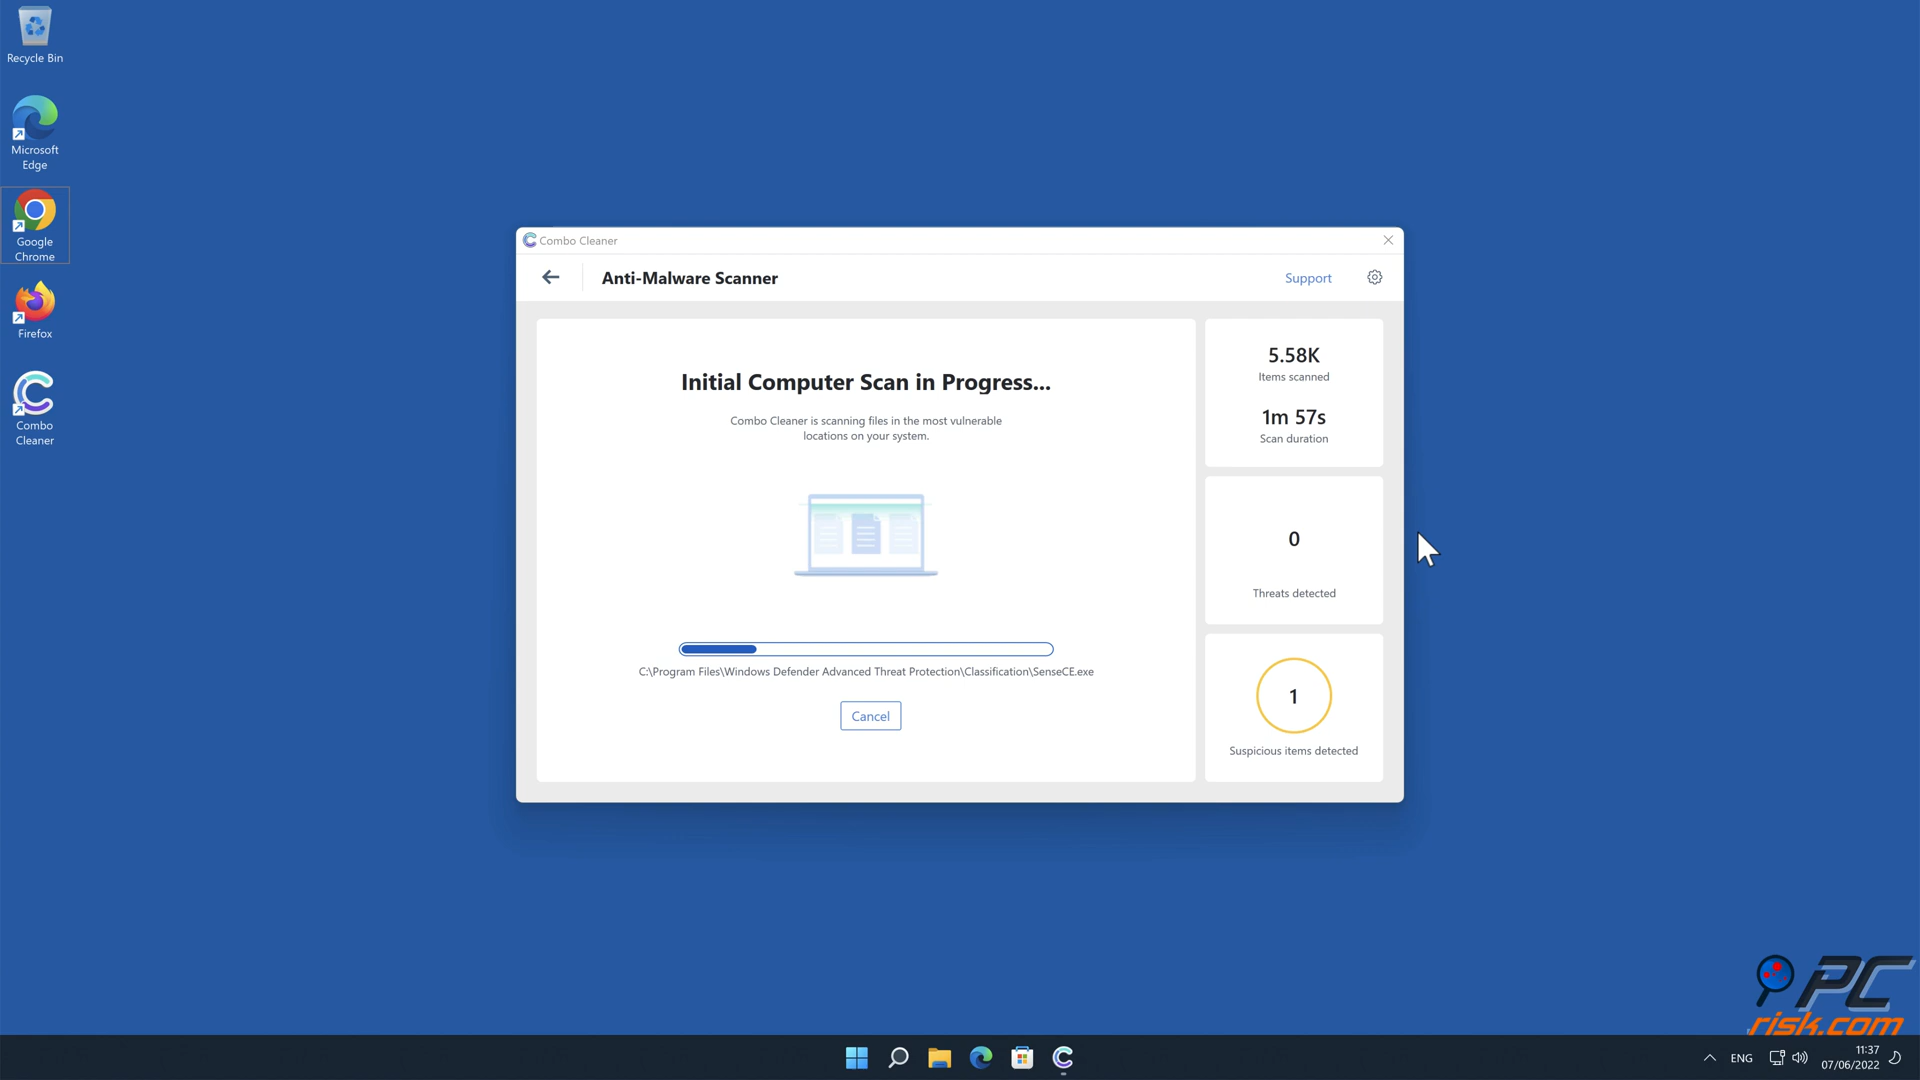 Recycle Bin
Microsoft
Edge
Google
Chrome
Firefox
Combo
Cleaner
Combo Cleaner
Anti-Malware Scanner
Support
Initial Computer Scan in Progress...
Combo Cleaner is scanning files in the most vulnerable
locations on your system.
C:\Program Files\Windows Defender Advanced Threat Protection\Classification\SenseCE.exe
Cancel
5.58K
Items scanned
1m 57s
Scan duration
0
Threats detected
1
Suspicious items detected
PC
risk.com
ENG
11:37
07/06/2022